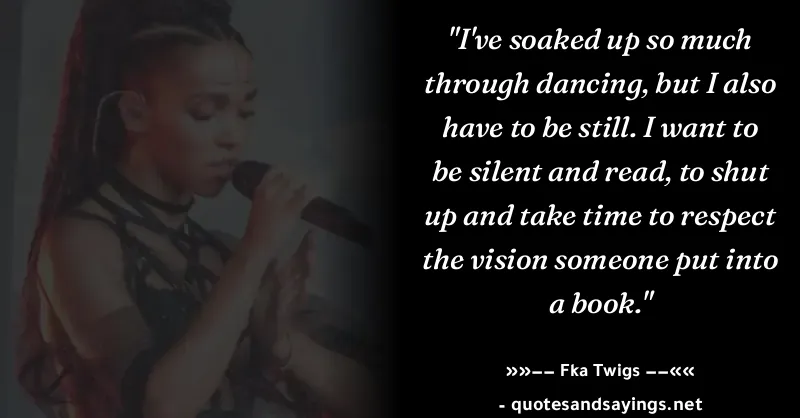 "I've soaked up so much
through dancing, but I also
have to be still. I want to
be silent and read, to shut
up and take time to respect
the vision someone put into
a book."
»»—— Fka Twigs ——««
- quotesandsayings.net